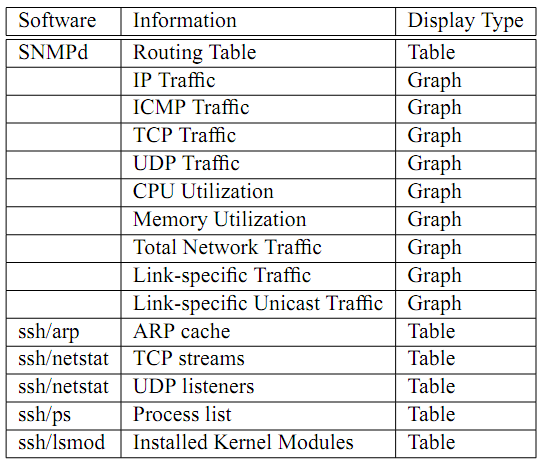 Software Information Display Type
SNMPd Routing Table Table
IP Traffic Graph
ICMP Traffic Graph
TCP Traffic Graph
UDP Traffic Graph
CPU Utilization Graph
Memory Utilization Graph
Total Network Traffic Graph
Link-specific Traffic Graph
Link-specific Unicast Traffic Graph
ssh/arp ARP cache Table
ssh/netstat TCP streams Table
ssh/netstat UDP listeners Table
ssh/ps Process list Table
ssh/lsmod Installed Kernel Modules Table